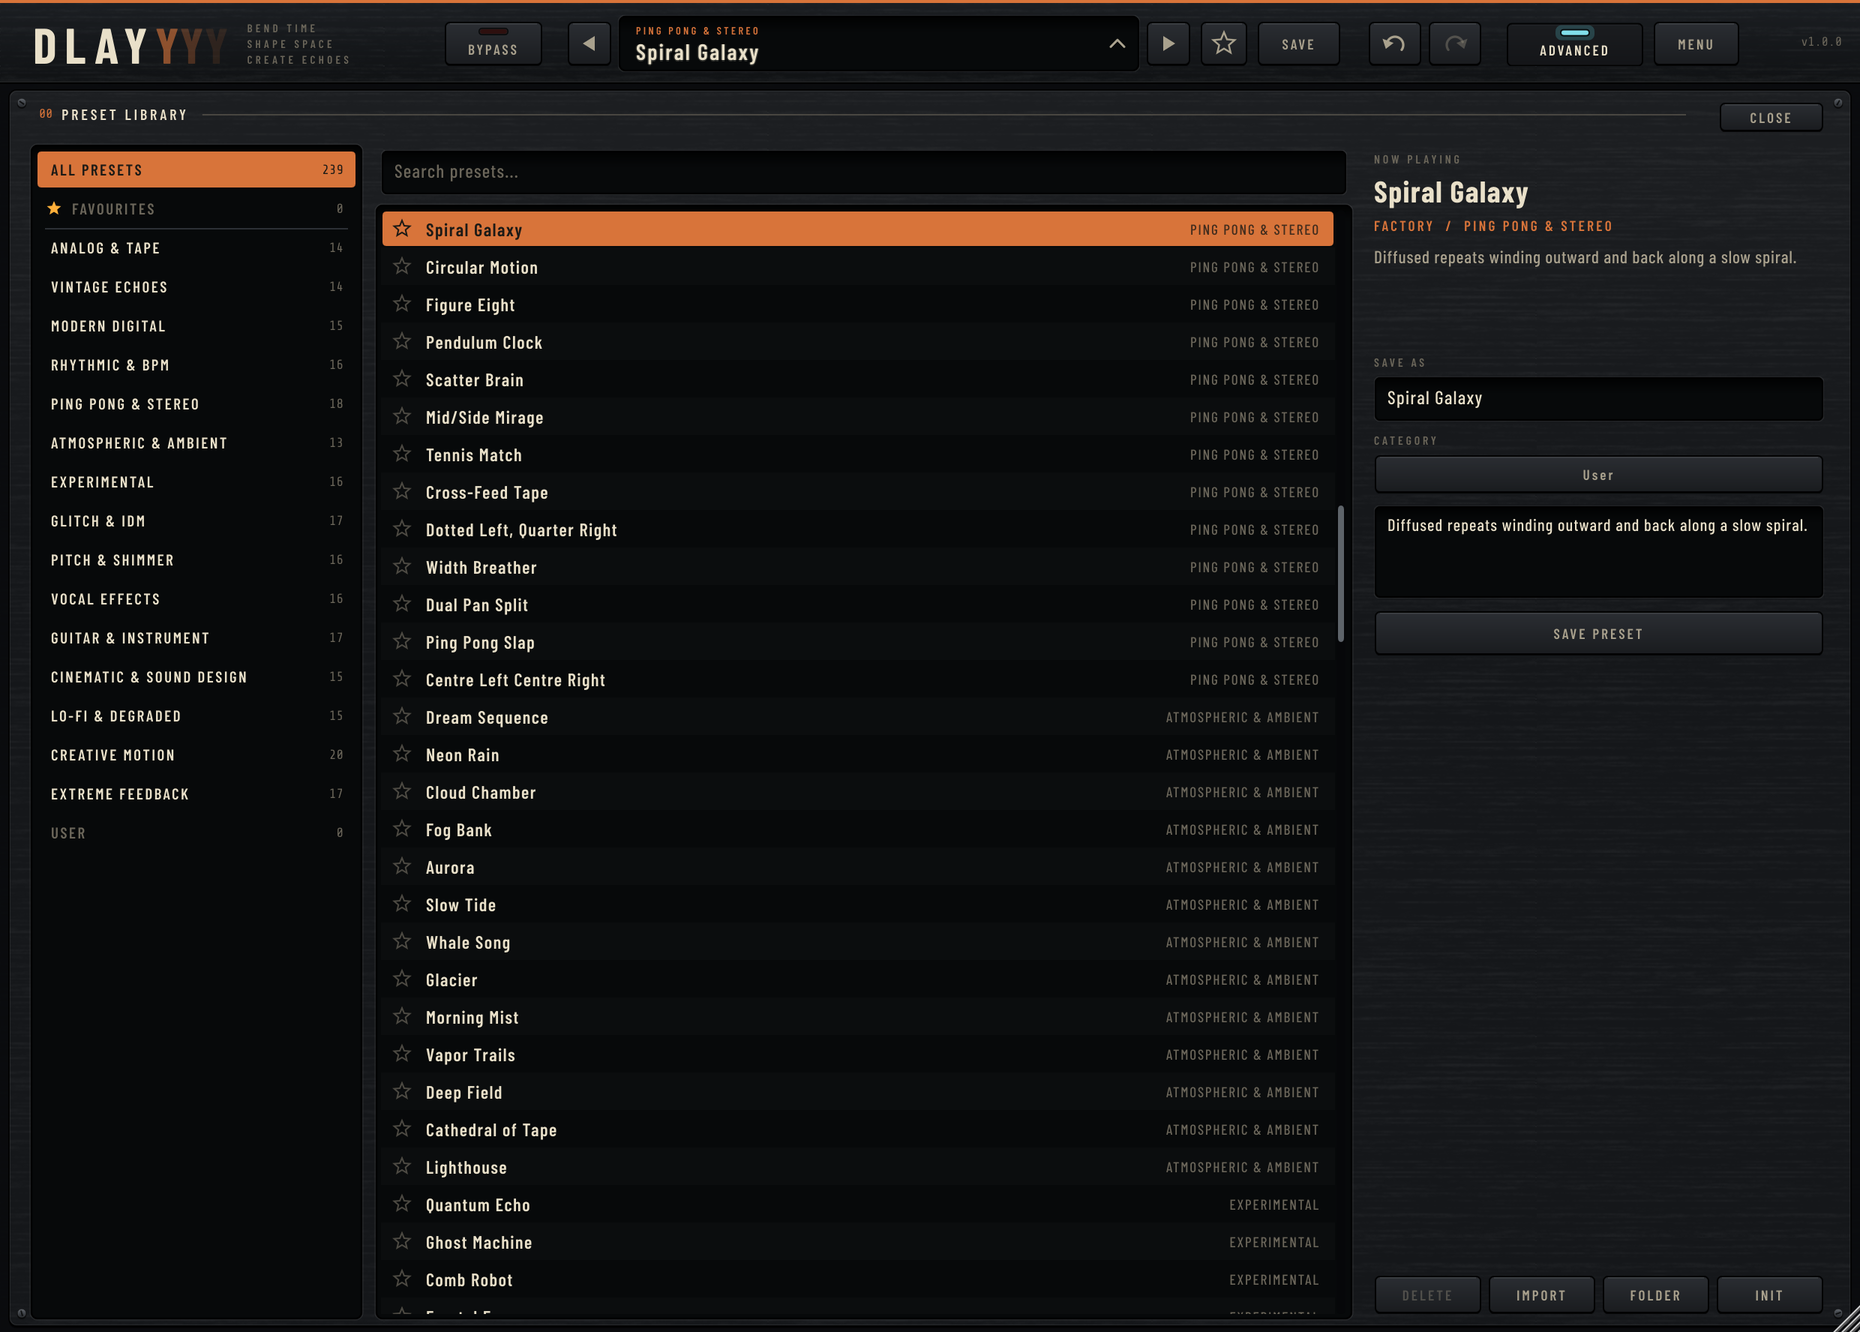 DLAYYYY
BEND TIME
SHAPE SPACE
CREATE ECHOES
BYPASS
PING PONG & STEREO
Spiral Galaxy
SAVE
ADVANCED
MENU
v1.0.0
00 PRESET LIBRARY
CLOSE
ALL PRESETS 239
FAVOURITES 0
ANALOG & TAPE 14
VINTAGE ECHOES 14
MODERN DIGITAL 15
RHYTHMIC & BPM 16
PING PONG & STEREO 18
ATMOSPHERIC & AMBIENT 13
EXPERIMENTAL 16
GLITCH & IDM 17
PITCH & SHIMMER 16
VOCAL EFFECTS 16
GUITAR & INSTRUMENT 17
CINEMATIC & SOUND DESIGN 15
LO-FI & DEGRADED 15
CREATIVE MOTION 20
EXTREME FEEDBACK 17
USER 0
Search presets...
Spiral Galaxy PING PONG & STEREO
Circular Motion PING PONG & STEREO
Figure Eight PING PONG & STEREO
Pendulum Clock PING PONG & STEREO
Scatter Brain PING PONG & STEREO
Mid/Side Mirage PING PONG & STEREO
Tennis Match PING PONG & STEREO
Cross-Feed Tape PING PONG & STEREO
Dotted Left, Quarter Right PING PONG & STEREO
Width Breather PING PONG & STEREO
Dual Pan Split PING PONG & STEREO
Ping Pong Slap PING PONG & STEREO
Centre Left Centre Right PING PONG & STEREO
Dream Sequence ATMOSPHERIC & AMBIENT
Neon Rain ATMOSPHERIC & AMBIENT
Cloud Chamber ATMOSPHERIC & AMBIENT
Fog Bank ATMOSPHERIC & AMBIENT
Aurora ATMOSPHERIC & AMBIENT
Slow Tide ATMOSPHERIC & AMBIENT
Whale Song ATMOSPHERIC & AMBIENT
Glacier ATMOSPHERIC & AMBIENT
Morning Mist ATMOSPHERIC & AMBIENT
Vapor Trails ATMOSPHERIC & AMBIENT
Deep Field ATMOSPHERIC & AMBIENT
Cathedral of Tape ATMOSPHERIC & AMBIENT
Lighthouse ATMOSPHERIC & AMBIENT
Quantum Echo EXPERIMENTAL
Ghost Machine EXPERIMENTAL
Comb Robot EXPERIMENTAL
NOW PLAYING
Spiral Galaxy
FACTORY / PING PONG & STEREO
Diffused repeats winding outward and back along a slow spiral.
SAVE AS
Spiral Galaxy
CATEGORY
User
Diffused repeats winding outward and back along a slow spiral.
SAVE PRESET
DELETE
IMPORT
FOLDER
INIT